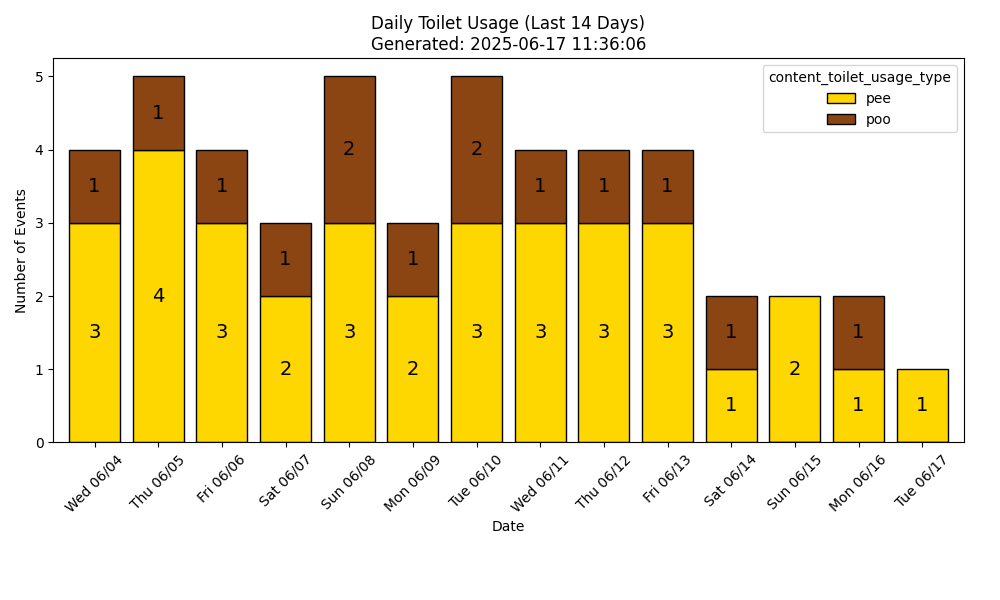 Daily Toilet Usage (Last 14 Days)
Generated: 2025-06-17 11:36:06
content_toilet_usage_type
pee
poo
Number of Events
5
4
3
2
1
0
1 1 1 1 2 1 2 1 1 1 1 1
3 4 3 2 3 2 3 3 3 3 1 2 1 1
Wed 06/04 Thu 06/05 Fri 06/06 Sat 06/07 Sun 06/08 Mon 06/09 Tue 06/10 Wed 06/11 Thu 06/12 Fri 06/13 Sat 06/14 Sun 06/15 Mon 06/16 Tue 06/17
Date